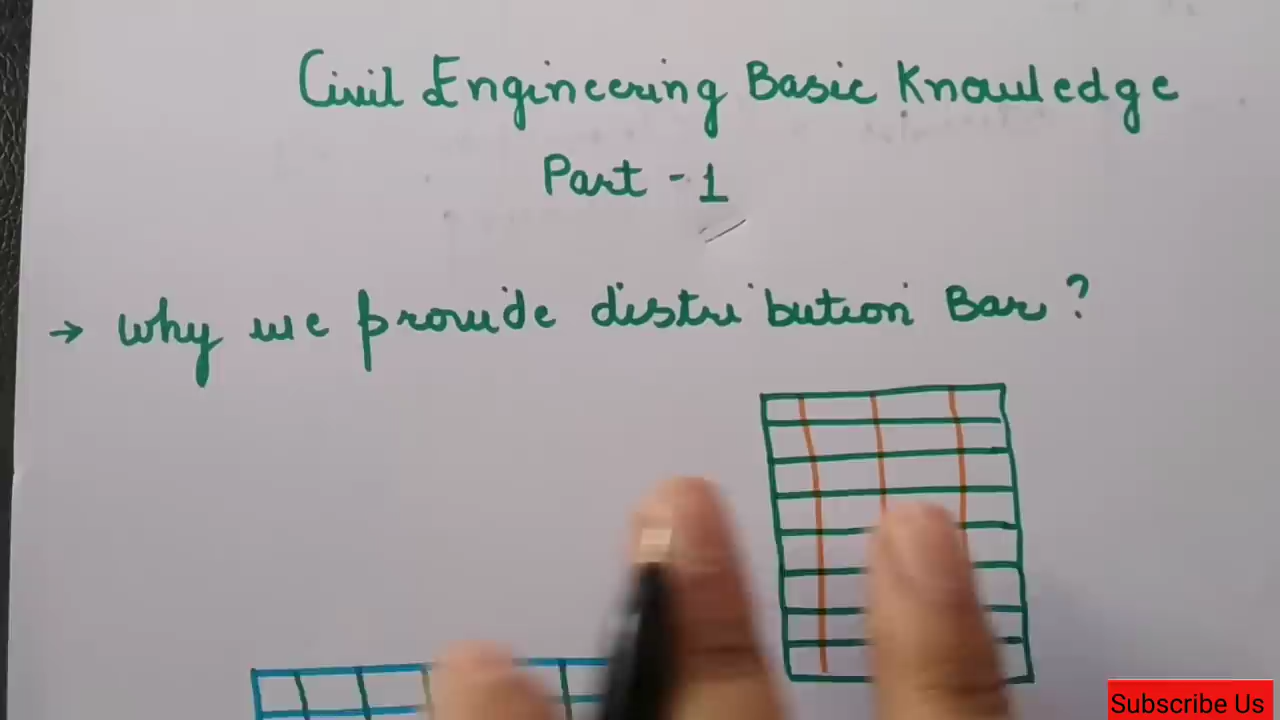 Civil Engineering Basic Knowledge
Part - 1
→ why we provide distribution Bar?
Subscribe Us